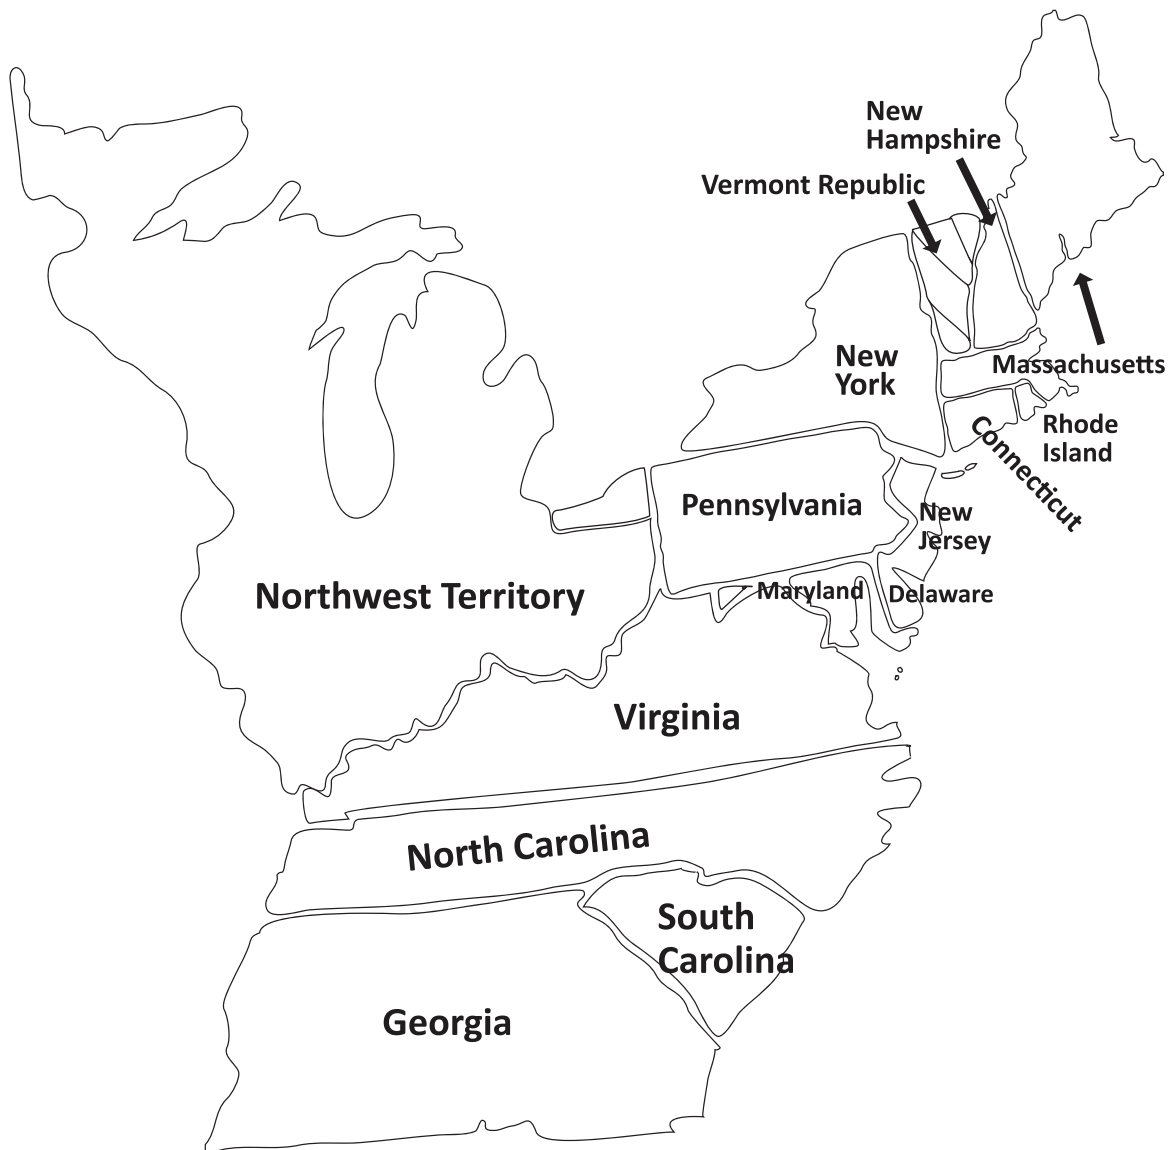 New
Hampshire
Vermont Republic
New
York
Massachusetts
Rhode
Island
Connecticut
Pennsylvania
New
Jersey
Northwest Territory
Maryland
Delaware
Virginia
North Carolina
South
Carolina
Georgia